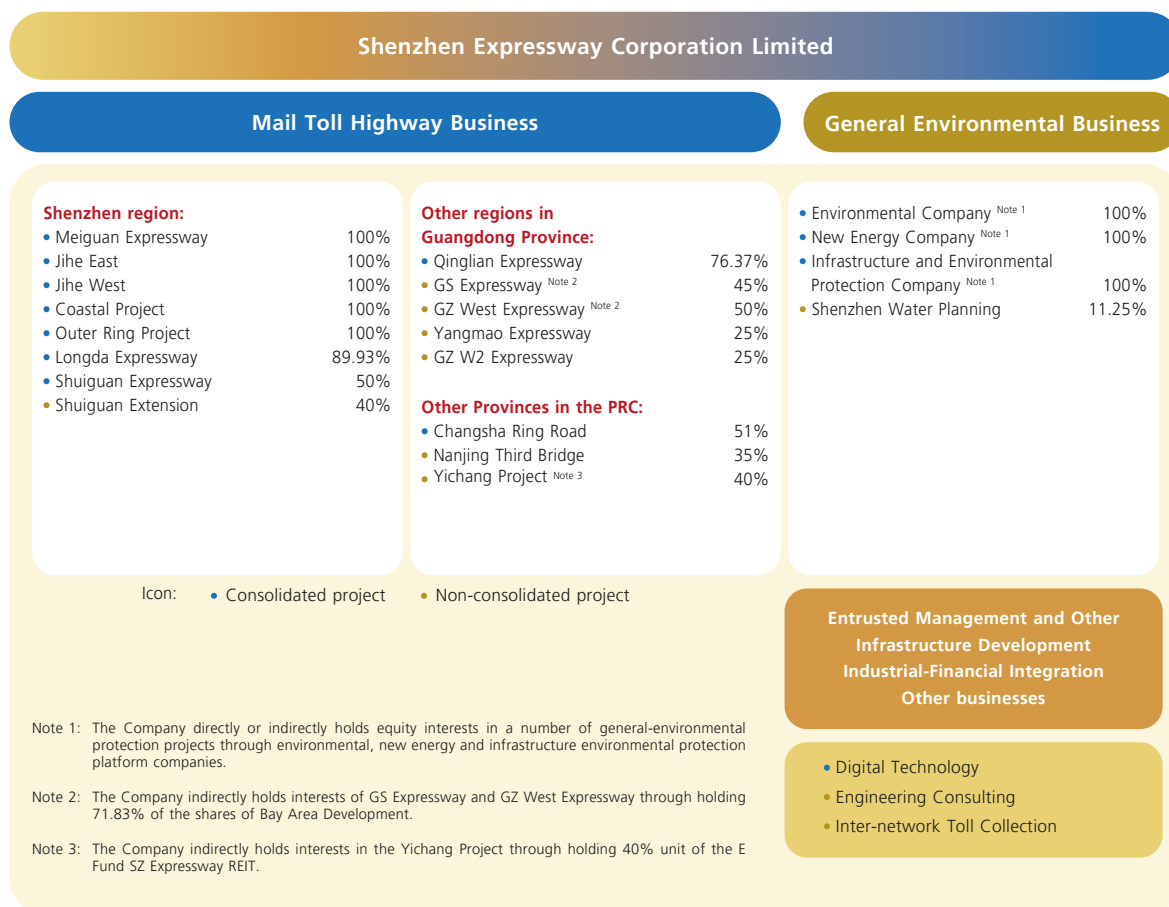 Shenzhen Expressway Corporation Limited
Mail Toll Highway Business
General Environmental Business
Shenzhen region:
• Meiguan Expressway 100%
• Jihe East 100%
• Jihe West 100%
• Coastal Project 100%
• Outer Ring Project 100%
• Longda Expressway 89.93%
• Shuiguan Expressway 50%
• Shuiguan Extension 40%
Other regions in
Guangdong Province:
• Qinglian Expressway 76.37%
• GS Expressway Note 2 45%
• GZ West Expressway Note 2 50%
• Yangmao Expressway 25%
• GZ W2 Expressway 25%
Other Provinces in the PRC:
• Changsha Ring Road 51%
• Nanjing Third Bridge 35%
• Yichang Project Note 3 40%
• Environmental Company Note 1 100%
• New Energy Company Note 1 100%
• Infrastructure and Environmental
Protection Company Note 1 100%
• Shenzhen Water Planning 11.25%
Icon: • Consolidated project • Non-consolidated project
Entrusted Management and Other
Infrastructure Development
Industrial-Financial Integration
Other businesses
• Digital Technology
• Engineering Consulting
• Inter-network Toll Collection
Note 1: The Company directly or indirectly holds equity interests in a number of general-environmental
protection projects through environmental, new energy and infrastructure environmental protection
platform companies.
Note 2: The Company indirectly holds interests of GS Expressway and GZ West Expressway through holding
71.83% of the shares of Bay Area Development.
Note 3: The Company indirectly holds interests in the Yichang Project through holding 40% unit of the E
Fund SZ Expressway REIT.